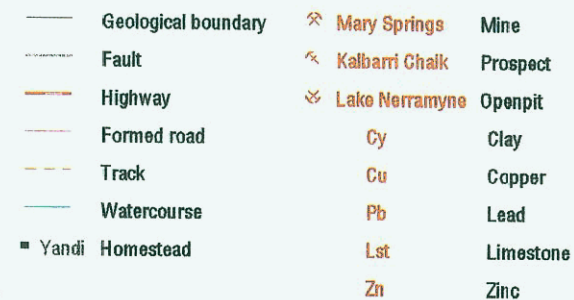 Geological boundary Mary Springs Mine
Fault Kalbarri Chalk Prospect
Highway Lake Nerramyne Openpit
Formed road Cy Clay
Track Cu Copper
Watercourse Pb Lead
Yandi Homestead Lst Limestone
Zn Zinc